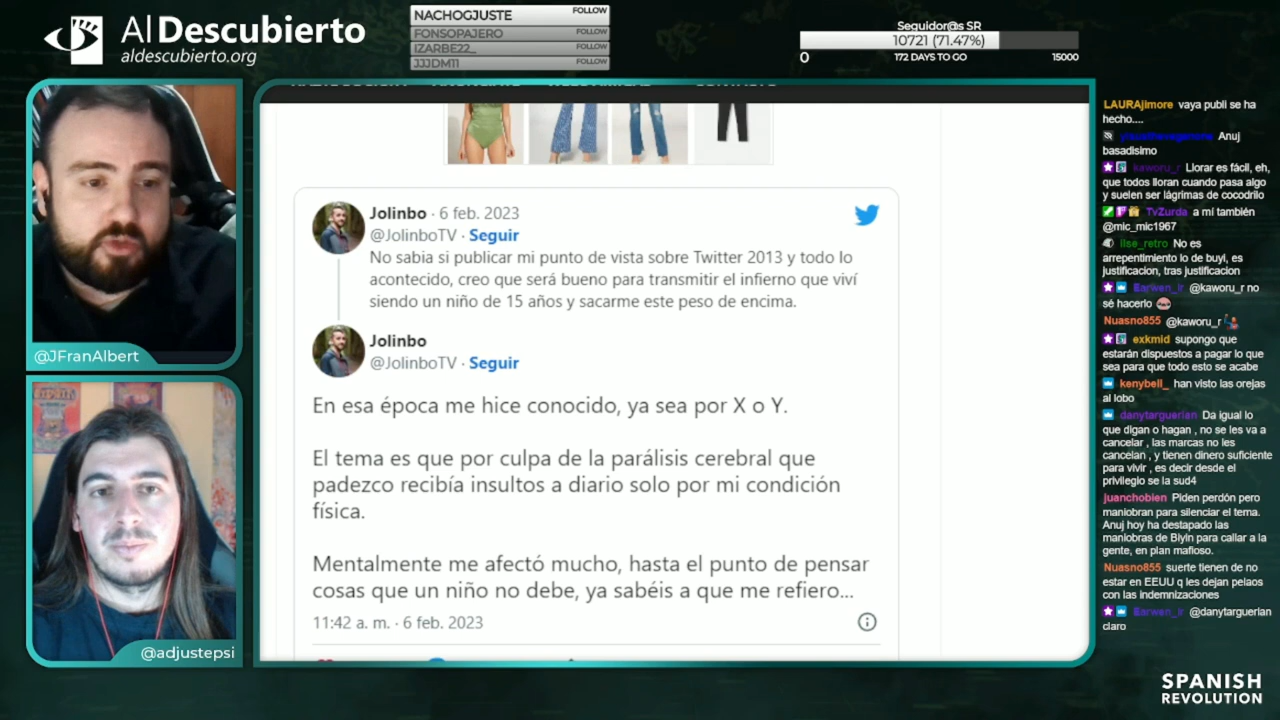 Al Descubierto
aldescubierto.org
NACHOGJUSTE FOLLOW
FONSOPAJERO FOLLOW
IZARBE22_ FOLLOW
JJJDM11 FOLLOW
Seguidor@s SR
10721 (71.47%)
0 172 DAYS TO GO 15000
@JFranAlbert
@adjustepsi
Jolinbo · 6 feb. 2023
@JolinboTV · Seguir
No sabia si publicar mi punto de vista sobre Twitter 2013 y todo lo
acontecido, creo que será bueno para transmitir el infierno que viví
siendo un niño de 15 años y sacarme este peso de encima.
Jolinbo
@JolinboTV · Seguir
En esa época me hice conocido, ya sea por X o Y.
El tema es que por culpa de la parálisis cerebral que
padezco recibía insultos a diario solo por mi condición
física.
Mentalmente me afectó mucho, hasta el punto de pensar
cosas que un niño no debe, ya sabéis a que me refiero...
11:42 a. m. · 6 feb. 2023
LAURAjimore vaya publi se ha
hecho....
Anuj
basadisimo
kaworu_r Llorar es fácil, eh,
que todos lloran cuando pasa algo
y suelen ser lágrimas de cocodrilo
TvZurda a mi también
@mic_mic1967
ilse_retro No es
arrepentimiento lo de buyi, es
justificacion, tras justificacion
Earwen_ir @kaworu_r no
sé hacerlo
Nuasno855 @kaworu_r
exkmid supongo que
estarán dispuestos a pagar lo que
sea para que todo esto se acabe
kenybell_ han visto las orejas
al lobo
danytarguerian Da igual lo
que digan o hagan , no se les va a
cancelar , las marcas no les
cancelan , y tienen dinero suficiente
para vivir , es decir desde el
privilegio se la sud4
juanchobien Piden perdón pero
maniobran para silenciar el tema.
Anuj hoy ha destapado las
maniobras de Biyin para callar a la
gente, en plan mafioso.
Nuasno855 suerte tienen de no
estar en EEUU q les dejan pelaos
con las indemnizaciones
Earwen_ir @danytarguerian
claro
SPANISH
REVOLUTION